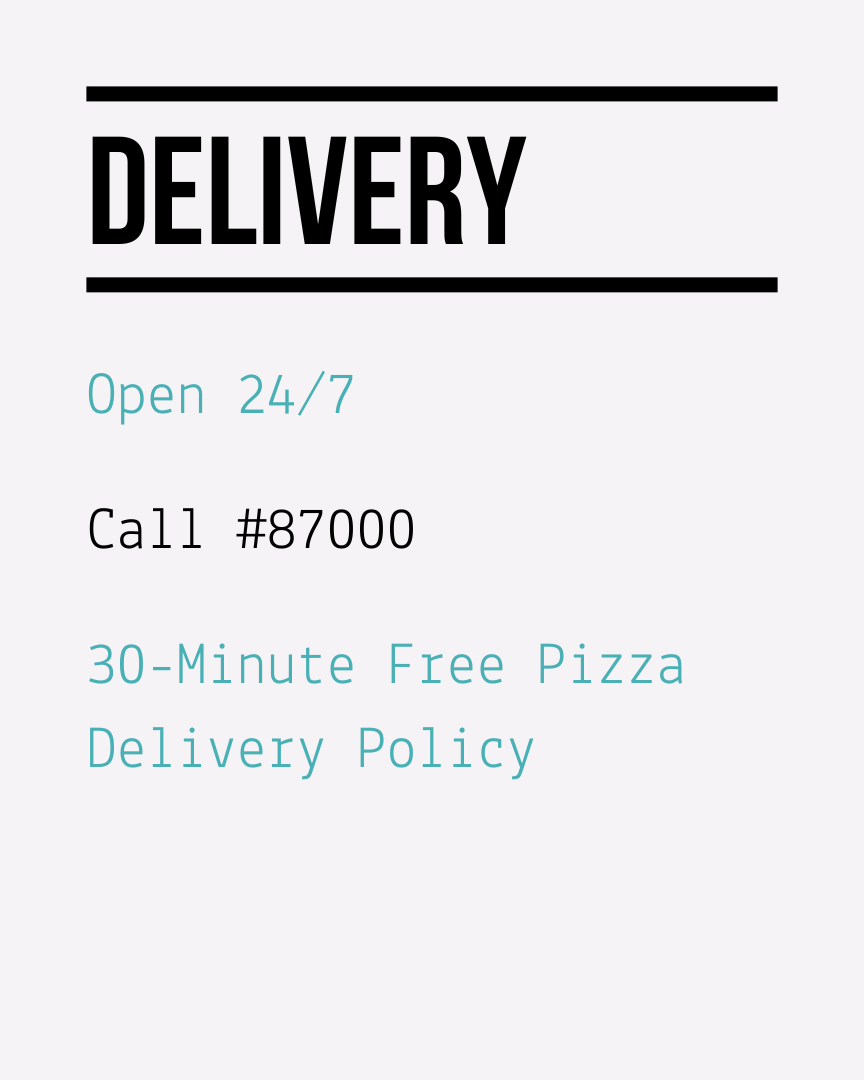 DELIVERY
Open 24/7
Call #87000
30-Minute Free Pizza
Delivery Policy